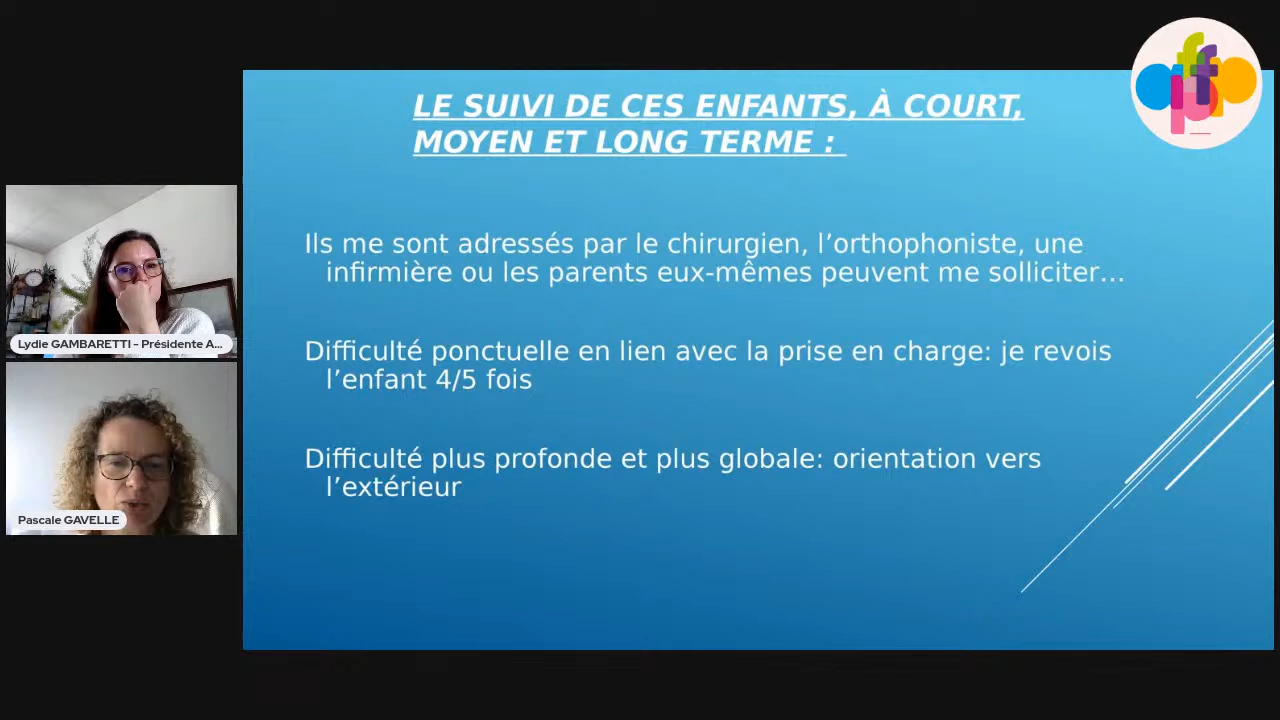 LE SUIVI DE CES ENFANTS, À COURT,
MOYEN ET LONG TERME :
Ils me sont adressés par le chirurgien, l’orthophoniste, une
infirmière ou les parents eux-mêmes peuvent me solliciter…
Difficulté ponctuelle en lien avec la prise en charge: je revois
l’enfant 4/5 fois
Difficulté plus profonde et plus globale: orientation vers
l’extérieur
Lydie GAMBARETTI - Présidente A...
Pascale GAVELLE